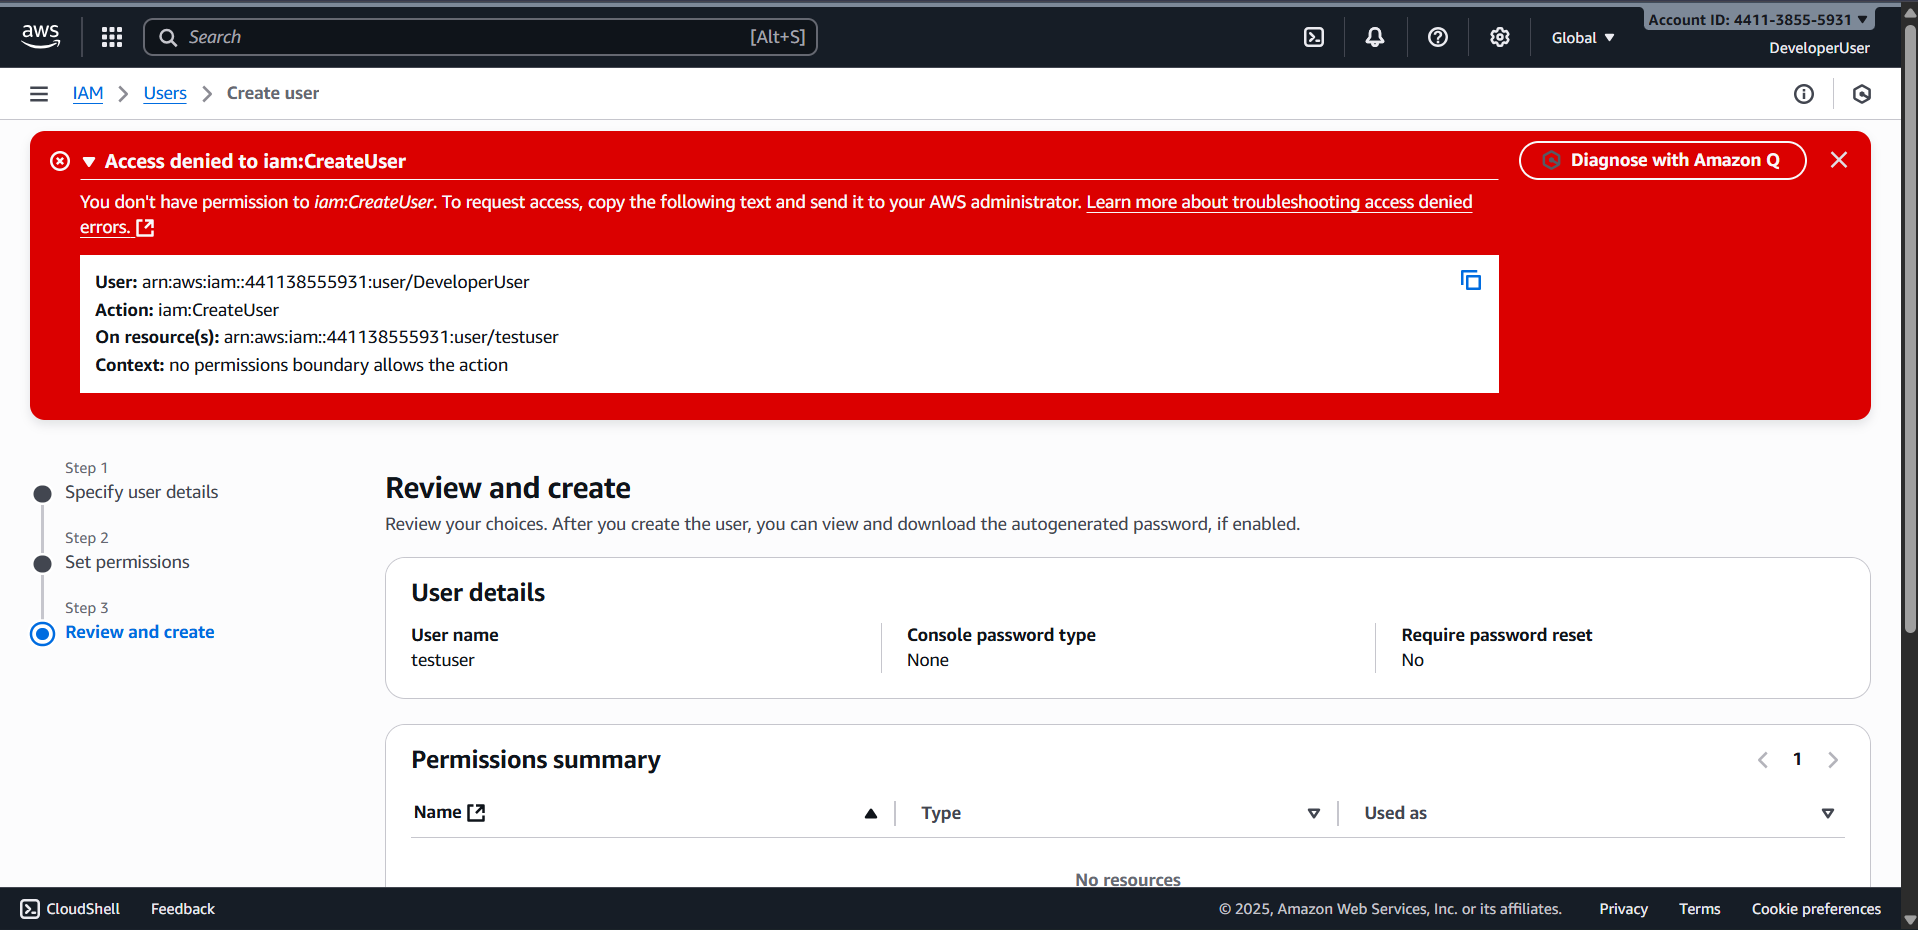 aws
Search [Alt+S]
Global
Account ID: 4411-3855-5931
DeveloperUser
IAM Users Create user
Access denied to iam:CreateUser
Diagnose with Amazon Q
You don't have permission to iam:CreateUser. To request access, copy the following text and send it to your AWS administrator. Learn more about troubleshooting access denied
errors.
User: arn:aws:iam::441138555931:user/DeveloperUser
Action: iam:CreateUser
On resource(s): arn:aws:iam::441138555931:user/testuser
Context: no permissions boundary allows the action
Step 1
Specify user details
Step 2
Set permissions
Step 3
Review and create
Review and create
Review your choices. After you create the user, you can view and download the autogenerated password, if enabled.
User details
User name
testuser
Console password type
None
Require password reset
No
Permissions summary
1
Name Type Used as
No resources
CloudShell Feedback © 2025, Amazon Web Services, Inc. or its affiliates. Privacy Terms Cookie preferences